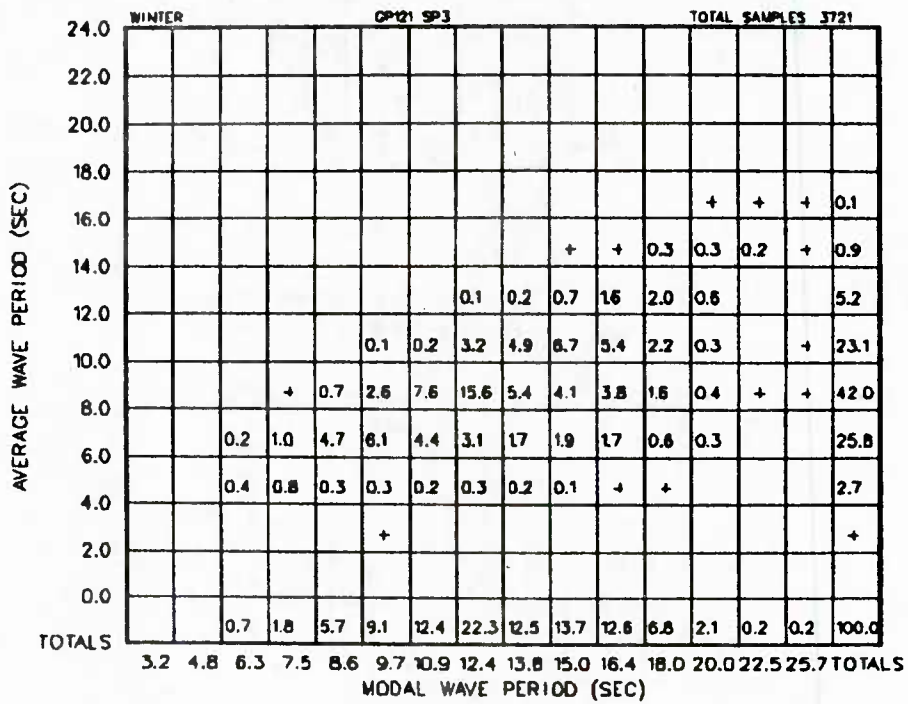 WINTER GP121 SP3 TOTAL SAMPLES 3721
24.0
22.0
20.0
18.0
+ + + 0.1
16.0
+ + 0.3 0.3 0.2 + 0.9
14.0
0.1 0.2 0.7 1.6 2.0 0.6 5.2
12.0
0.1 0.2 3.2 4.9 6.7 5.4 2.2 0.3 + 23.1
10.0
+ 0.7 2.6 7.6 15.6 5.4 4.1 3.8 1.6 0.4 + + 42.0
8.0
0.2 1.0 4.7 6.1 4.4 3.1 1.7 1.9 1.7 0.6 0.3 25.8
6.0
0.4 0.8 0.3 0.3 0.2 0.3 0.2 0.1 + + 2.7
4.0
+ +
2.0
0.0
0.7 1.8 5.7 9.1 12.4 22.3 12.5 13.7 12.6 6.8 2.1 0.2 0.2 100.0
TOTALS
3.2 4.8 6.3 7.5 8.6 9.7 10.9 12.4 13.8 15.0 16.4 18.0 20.0 22.5 25.7 TOTALS
MODAL WAVE PERIOD (SEC)
AVERAGE WAVE PERIOD (SEC)